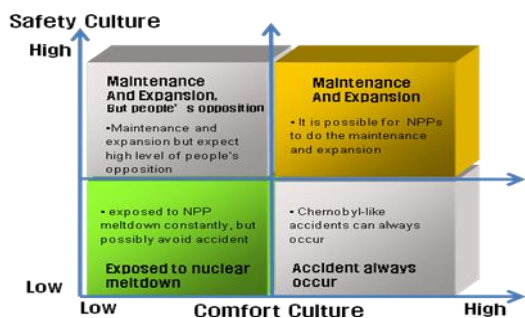 Safety Culture
High
Maintenance
And Expansion,
But people's opposition
•Maintenance and
expansion but expect
high level of people's
opposition
Maintenance
And Expansion
•It is possible for NPPs
to do the maintenance
and expansion
• exposed to NPP
meltdown constantly, but
possibly avoid accident
Exposed to nuclear
meltdown
• Chernobyl-like
accidents can always
occur
Accident always
occur
Low
Low
Comfort Culture
High